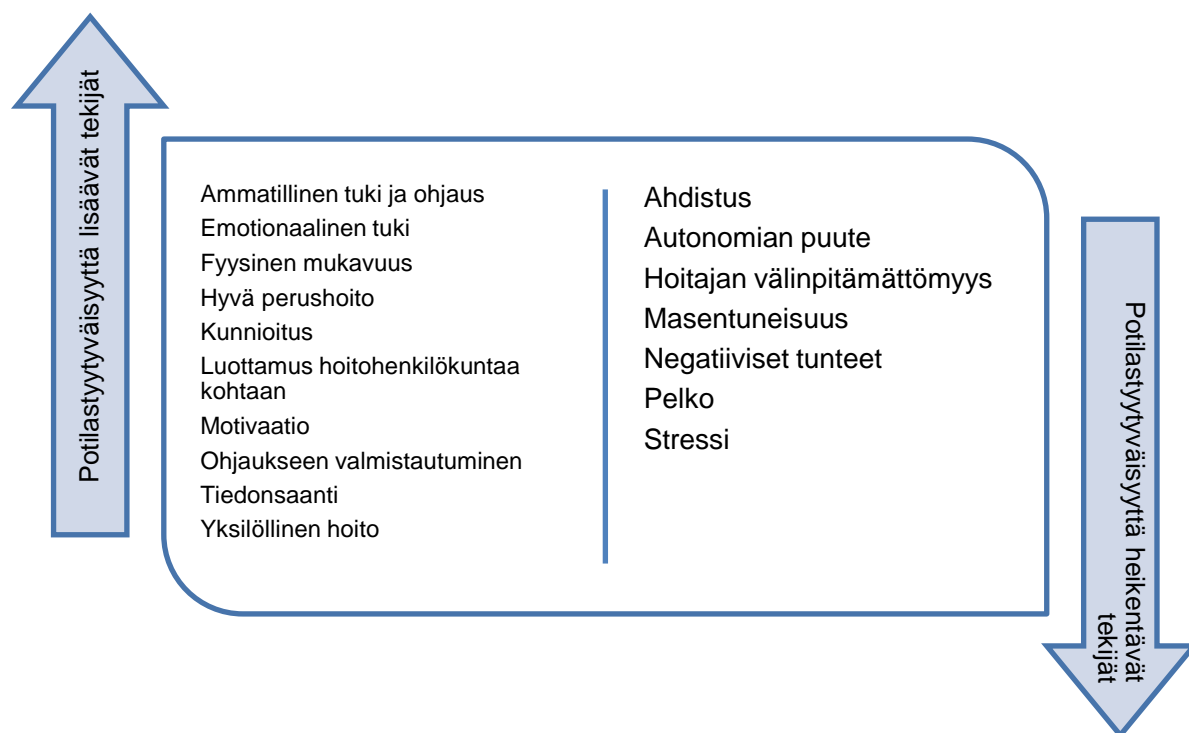 Potilastyytyväisyyttä lisäävät tekijät
Ammatillinen tuki ja ohjaus
Emotionaalinen tuki
Fyysinen mukavuus
Hyvä perushoito
Kunnioitus
Luottamus hoitohenkilökuntaa
kohtaan
Motivaatio
Ohjaukseen valmistautuminen
Tiedonsaanti
Yksilöllinen hoito
Ahdistus
Autonomian puute
Hoitajan välinpitämättömyys
Masentuneisuus
Negatiiviset tunteet
Pelko
Stressi
Potilastyytyväisyyttä heikentävät
tekijät